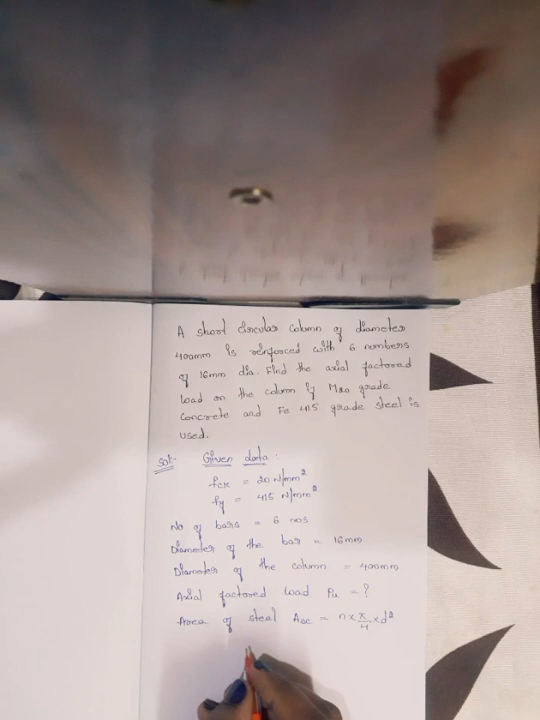 A short circular column of diameter
400mm is reinforced with 6 numbers
of 16mm dia. Find the axial factored
load on the column if M20 grade
concrete and Fe 415 grade steel is
used.
Sol:- Given data :
fck = 20 N/mm²
fy = 415 N/mm²
No of bars = 6 nos
Diameter of the bar = 16mm
Diameter of the column = 400mm
Axial factored load Pu = ?
Area of steel Asc = n × π/4 × d²